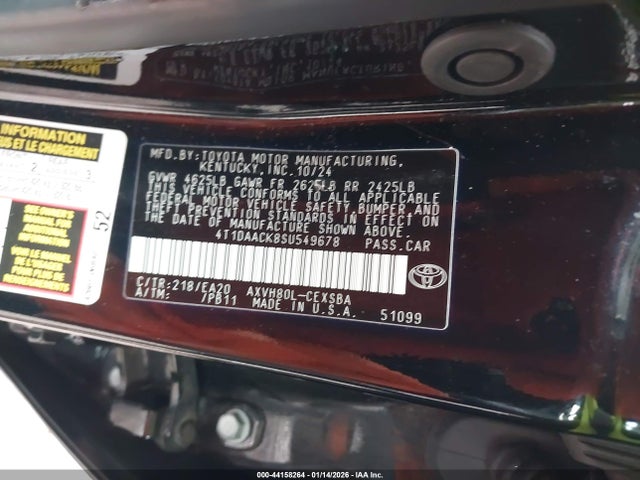 INFORMATION
52
MFD.BY: TOYOTA MOTOR MANUFACTURING,
KENTUCKY, INC. 10/24
GVWR 4625LB GAWR FR 2625LB RR 2425LB
THIS VEHICLE CONFORMS TO ALL APPLICABLE
FEDERAL MOTOR VEHICLE SAFETY, BUMPER, AND
THEFT PREVENTION STANDARDS IN EFFECT ON
THE DATE OF MANUFACTURE SHOWN ABOVE.
4T1DAACK8SU549678 PASS.CAR
C/TR:218/EA20 AXVH80L-CEXSBA
A/TM: /PB11 MADE IN U.S.A. 51099
TOYOTA
000-44158264 - 01/14/2026 - IAA Inc.